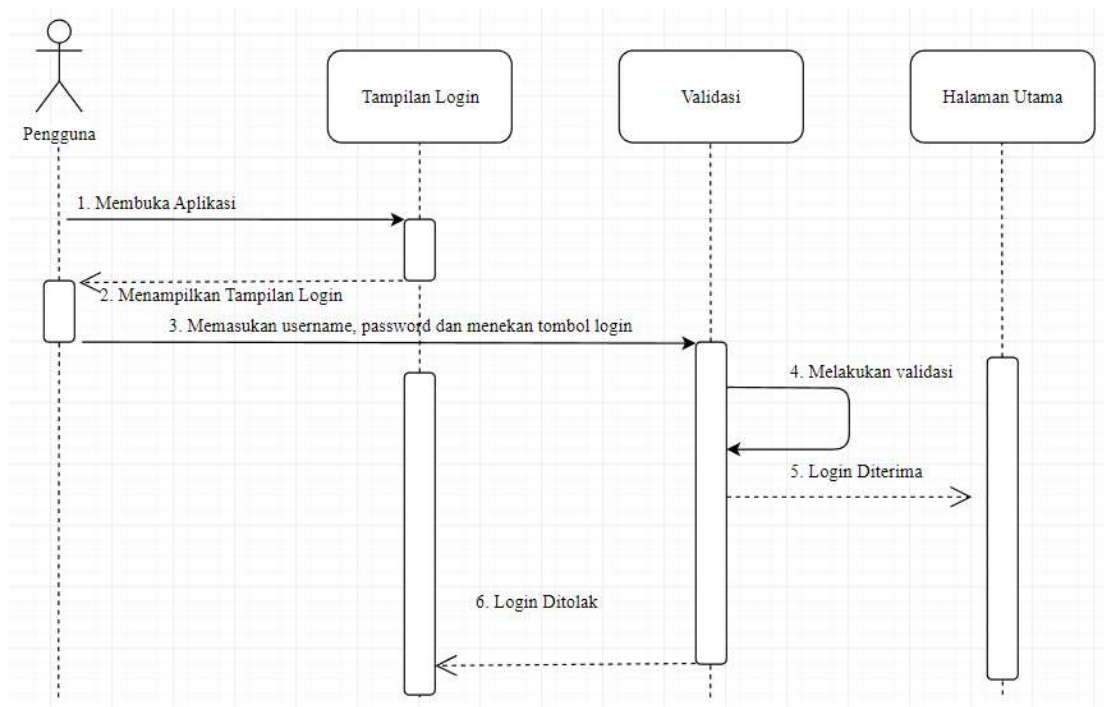 Tampilan Login
Validasi
Halaman Utama
Pengguna
1. Membuka Aplikasi
2. Menampilkan Tampilan Login
3. Memasukan username, password dan menekan tombol login
4. Melakukan validasi
5. Login Diterima
6. Login Ditolak